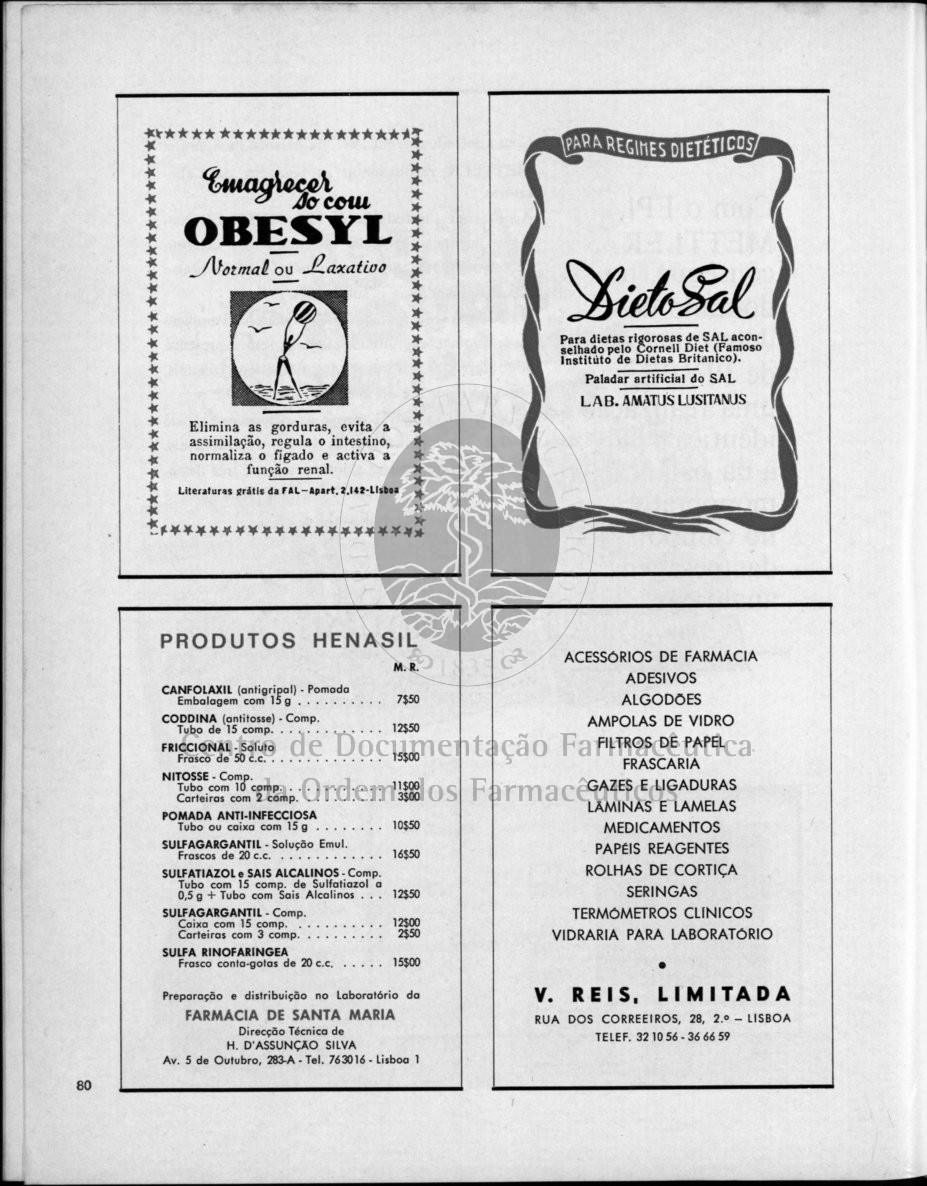 Emagrecer
só com
OBESYL
Normal ou Laxativo
Elimina as gorduras, evita a
assimilação, regula o intestino,
normaliza o fígado e activa a
função renal.
Literaturas grátis da FAL—Apart. 2.142-Lisboa
PARA REGIMES DIETÉTICOS
DietoSal
Para dietas rigorosas de SAL acon-
selhado pelo Cornell Diet (Famoso
Instituto de Dietas Britanico).
Paladar artificial do SAL
LAB. AMATUS LUSITANUS
PRODUTOS HENASIL
M. R.
CANFOLAXIL (antigripal) - Pomada
Embalagem com 15 g . . . . . . . . . . 7$50
CODDINA (antitosse) - Comp.
Tubo de 15 comp. . . . . . . . . . . . . 12$50
FRICCIONAL - Soluto
Frasco de 50 c.c. . . . . . . . . . . . . 15$00
NITOSSE - Comp.
Tubo com 10 comp. . . . . . . . . . . . 11$00
Carteiras com 2 comp. . . . . . . . . . 3$00
POMADA ANTI-INFECCIOSA
Tubo ou caixa com 15 g . . . . . . . . 10$50
SULFAGARGANTIL - Solução Emul.
Frascos de 20 c.c. . . . . . . . . . . . . 16$50
SULFATIAZOL e SAIS ALCALINOS - Comp.
Tubo com 15 comp. de Sulfatiazol a
0,5 g + Tubo com Sais Alcalinos . . . 12$50
SULFAGARGANTIL - Comp.
Caixa com 15 comp. . . . . . . . . . . 12$00
Carteiras com 3 comp. . . . . . . . . . 2$50
SULFA RINOFARÍNGEA
Frasco conta-gotas de 20 c.c. . . . . . 15$00
Preparação e distribuição no Laboratório da
FARMÁCIA DE SANTA MARIA
Direcção Técnica de
H. D'ASSUNÇÃO SILVA
Av. 5 de Outubro, 283-A - Tel. 763016 - Lisboa 1
ACESSÓRIOS DE FARMÁCIA
ADESIVOS
ALGODÕES
AMPOLAS DE VIDRO
FILTROS DE PAPEL
FRASCARIA
GAZES E LIGADURAS
LÂMINAS E LAMELAS
MEDICAMENTOS
PAPÉIS REAGENTES
ROLHAS DE CORTIÇA
SERINGAS
TERMÓMETROS CLINICOS
VIDRARIA PARA LABORATÓRIO
V. REIS, LIMITADA
RUA DOS CORREEIROS, 28, 2.º — LISBOA
TELEF. 32 10 56 - 36 66 59
80
1835
Centro de Documentação Farmacêutica
da Ordem dos Farmacêuticos